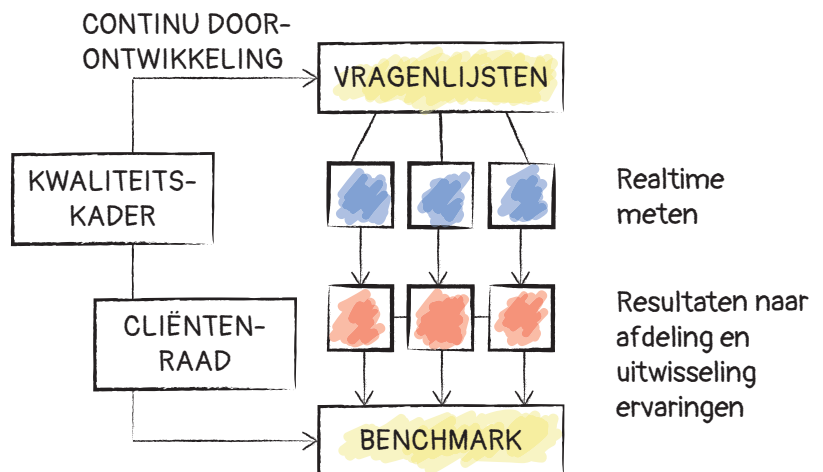 CONTINU DOOR-
ONTWIKKELING
VRAGENLIJSTEN
KWALITEITS-
KADER
Realtime
meten
CLIËNTEN-
RAAD
Resultaten naar
afdeling en
uitwisseling
ervaringen
BENCHMARK